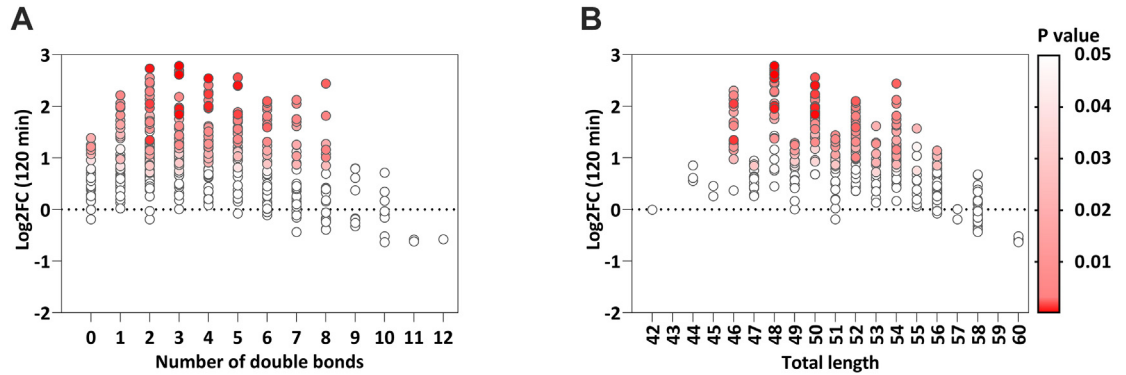 A
Log2FC (120 min)
3
2
1
0
-1
-2
0 1 2 3 4 5 6 7 8 9 10 11 12
Number of double bonds
B
Log2FC (120 min)
3
2
1
0
-1
-2
42 43 44 45 46 47 48 49 50 51 52 53 54 55 56 57 58 59 60
Total length
P value
0.05
0.04
0.03
0.02
0.01